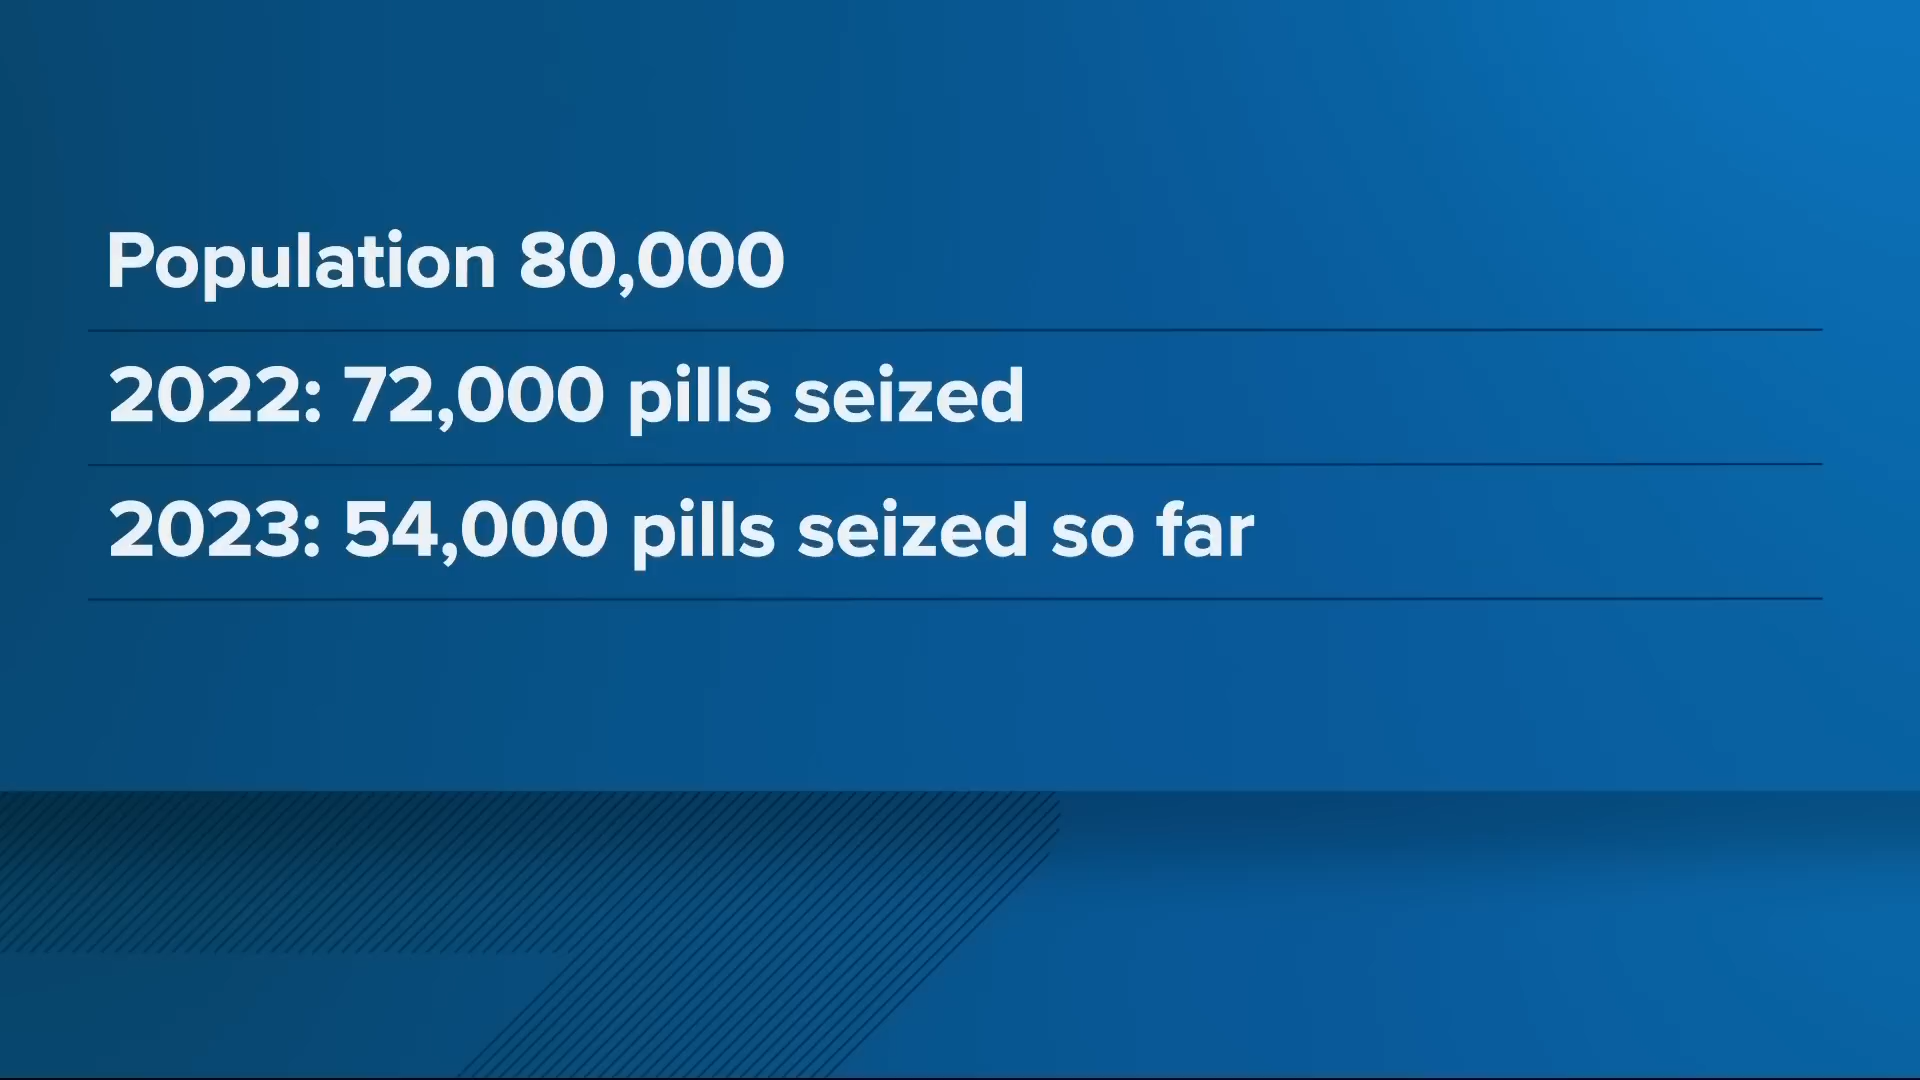 Population 80,000
2022: 72,000 pills seized
2023: 54,000 pills seized so far